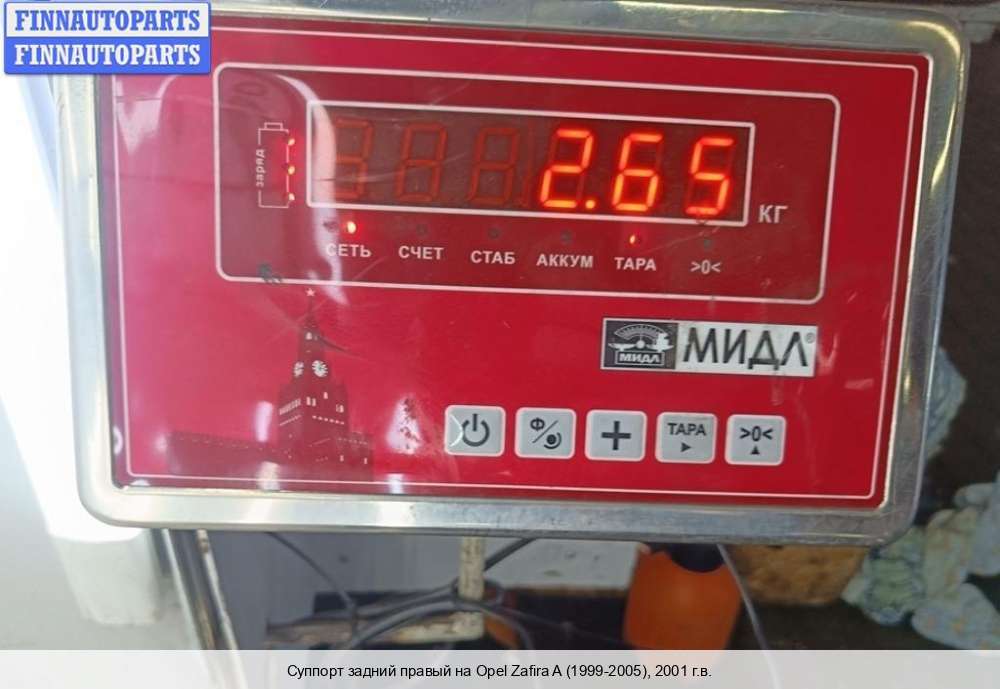 FINNAUTOPARTS
FINNAUTOPARTS
заряд
2.65
КГ
СЕТЬ СЧЕТ СТАБ АККУМ ТАРА >0<
МИДЛ МИДЛ®
Ф ТАРА >0<
Суппорт задний правый на Opel Zafira A (1999-2005), 2001 г.в.